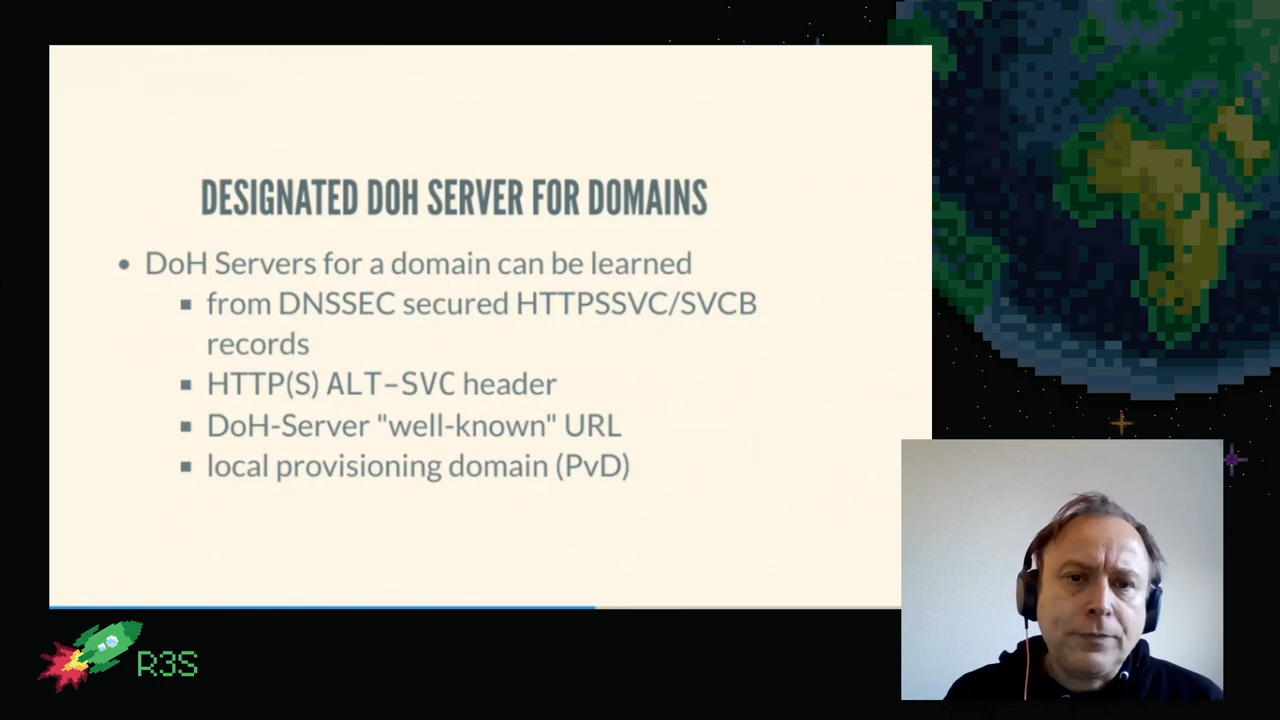 DESIGNATED DOH SERVER FOR DOMAINS
• DoH Servers for a domain can be learned
▪ from DNSSEC secured HTTPSSVC/SVCB
records
▪ HTTP(S) ALT-SVC header
▪ DoH-Server "well-known" URL
▪ local provisioning domain (PvD)
R3S